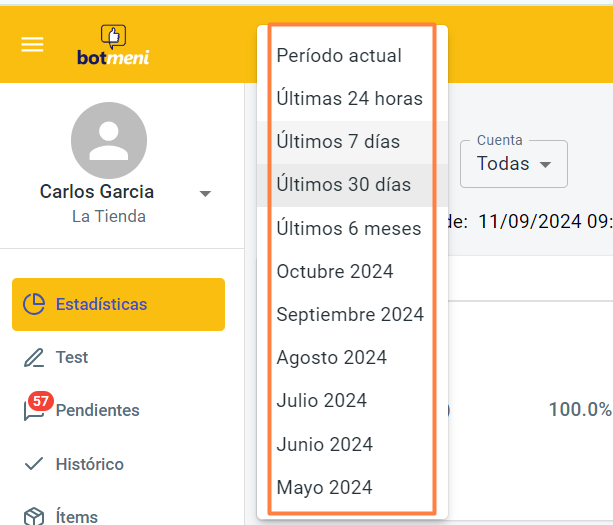 botmeni
Carlos Garcia
La Tienda
Estadísticas
Test
57
Pendientes
Histórico
Ítems
Período actual
Últimas 24 horas
Últimos 7 días
Últimos 30 días
Últimos 6 meses
Octubre 2024
Septiembre 2024
Agosto 2024
Julio 2024
Junio 2024
Mayo 2024
Cuenta
Todas
de: 11/09/2024 09:
100.0%